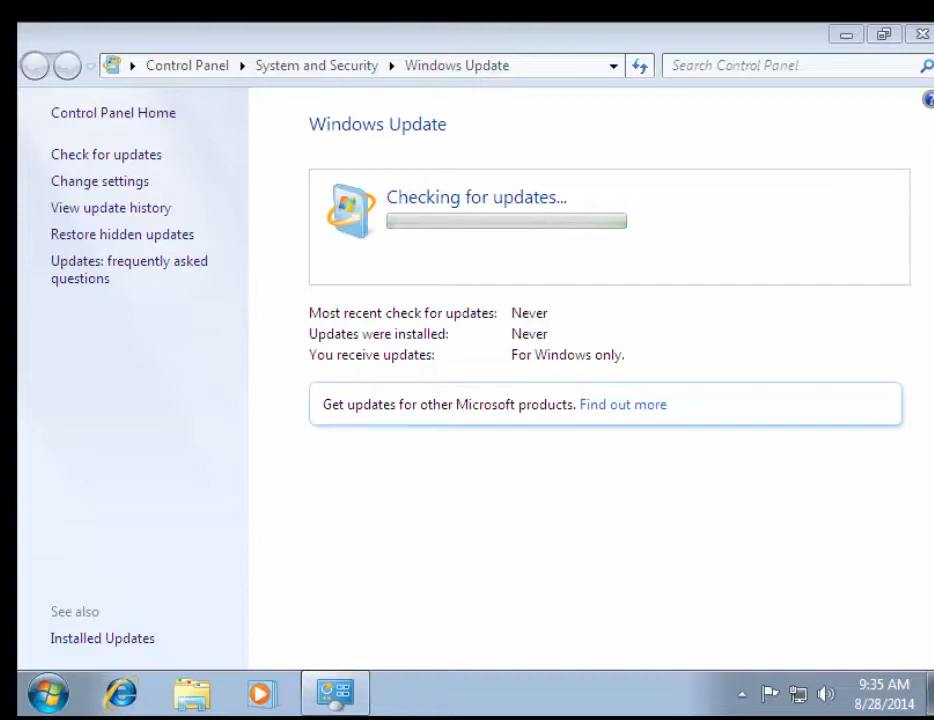 Control Panel ▸ System and Security ▸ Windows Update
Search Control Panel
Control Panel Home
Check for updates
Change settings
View update history
Restore hidden updates
Updates: frequently asked
questions
See also
Installed Updates
Windows Update
Checking for updates...
Most recent check for updates: Never
Updates were installed: Never
You receive updates: For Windows only.
Get updates for other Microsoft products. Find out more
9:35 AM
8/28/2014